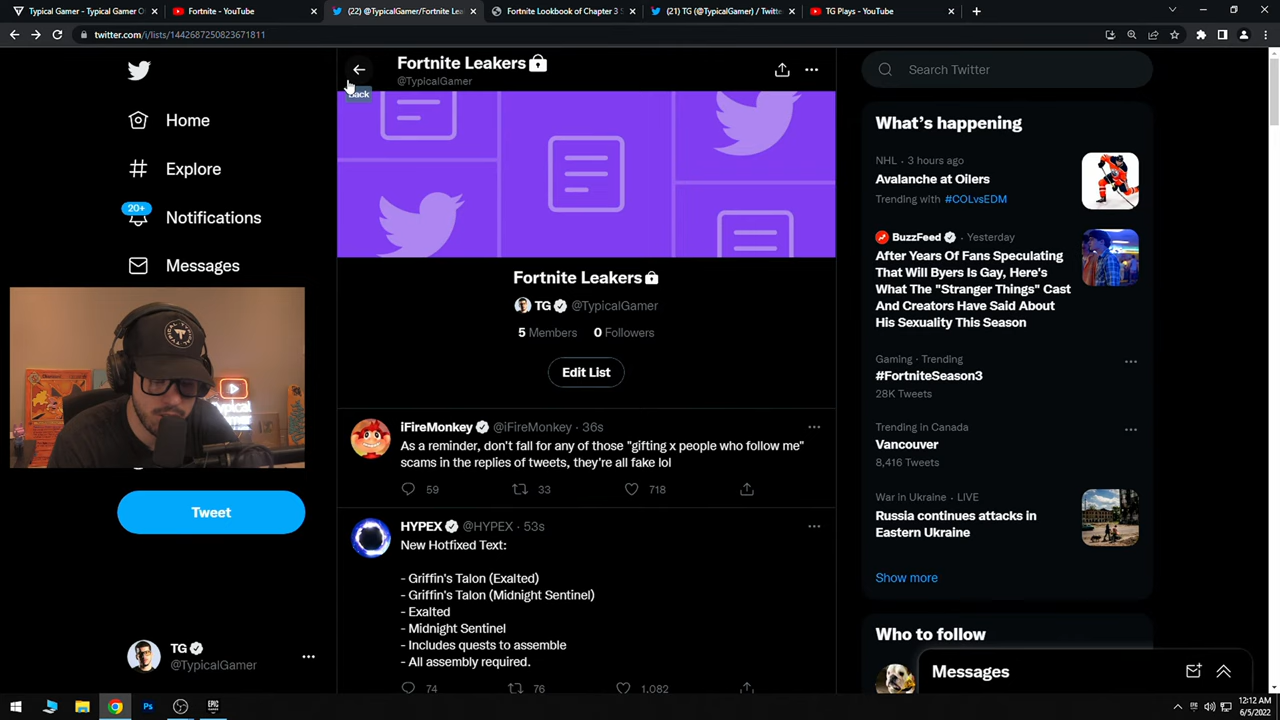 Typical Gamer - Typical Gamer O
Fortnite - YouTube
(22) @TypicalGamer/Fortnite Lea
Fortnite Lookbook of Chapter 3 S
(21) TG (@TypicalGamer) / Twitte
TG Plays - YouTube
twitter.com/i/lists/1442687250823671811
Fortnite Leakers
@TypicalGamer
Back
Search Twitter
Home
Explore
20+
Notifications
Messages
Tweet
TG
@TypicalGamer
Fortnite Leakers
TG @TypicalGamer
5 Members 0 Followers
Edit List
iFireMonkey @iFireMonkey · 36s
As a reminder, don't fall for any of those "gifting x people who follow me"
scams in the replies of tweets, they're all fake lol
59 33 718
HYPEX @HYPEX · 53s
New Hotfixed Text:
- Griffin's Talon (Exalted)
- Griffin's Talon (Midnight Sentinel)
- Exalted
- Midnight Sentinel
- Includes quests to assemble
- All assembly required.
74 76 1,082
What's happening
NHL · 3 hours ago
Avalanche at Oilers
Trending with #COLvsEDM
BuzzFeed · Yesterday
After Years Of Fans Speculating
That Will Byers Is Gay, Here's
What The "Stranger Things" Cast
And Creators Have Said About
His Sexuality This Season
Gaming · Trending
#FortniteSeason3
28K Tweets
Trending in Canada
Vancouver
8,416 Tweets
War in Ukraine · LIVE
Russia continues attacks in
Eastern Ukraine
Show more
Who to follow
Messages
12:12 AM
6/5/2022